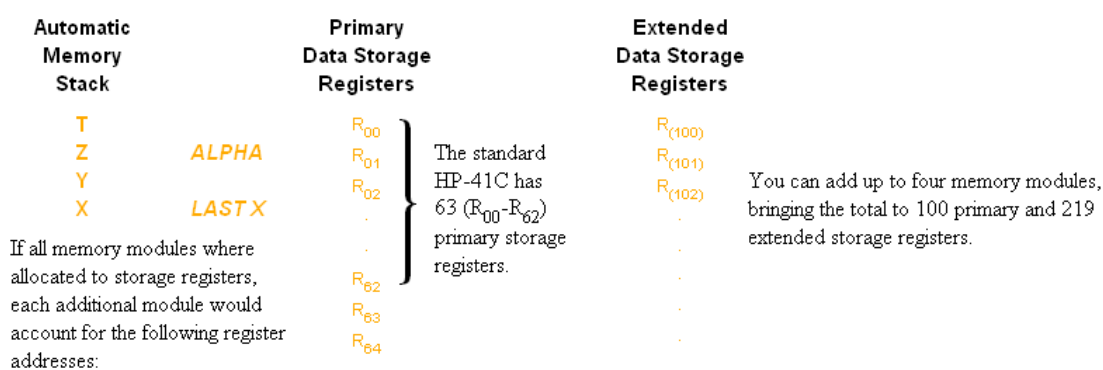 Automatic
Memory
Stack
T
Z ALPHA
Y
X LAST X
If all memory modules where
allocated to storage registers,
each additional module would
account for the following register
addresses:
Primary
Data Storage
Registers
R00
R01
R02
.
.
R62
R63
R64
The standard
HP-41C has
63 (R00-R62)
primary storage
registers.
Extended
Data Storage
Registers
R(100)
R(101)
R(102)
.
.
.
.
.
You can add up to four memory modules,
bringing the total to 100 primary and 219
extended storage registers.